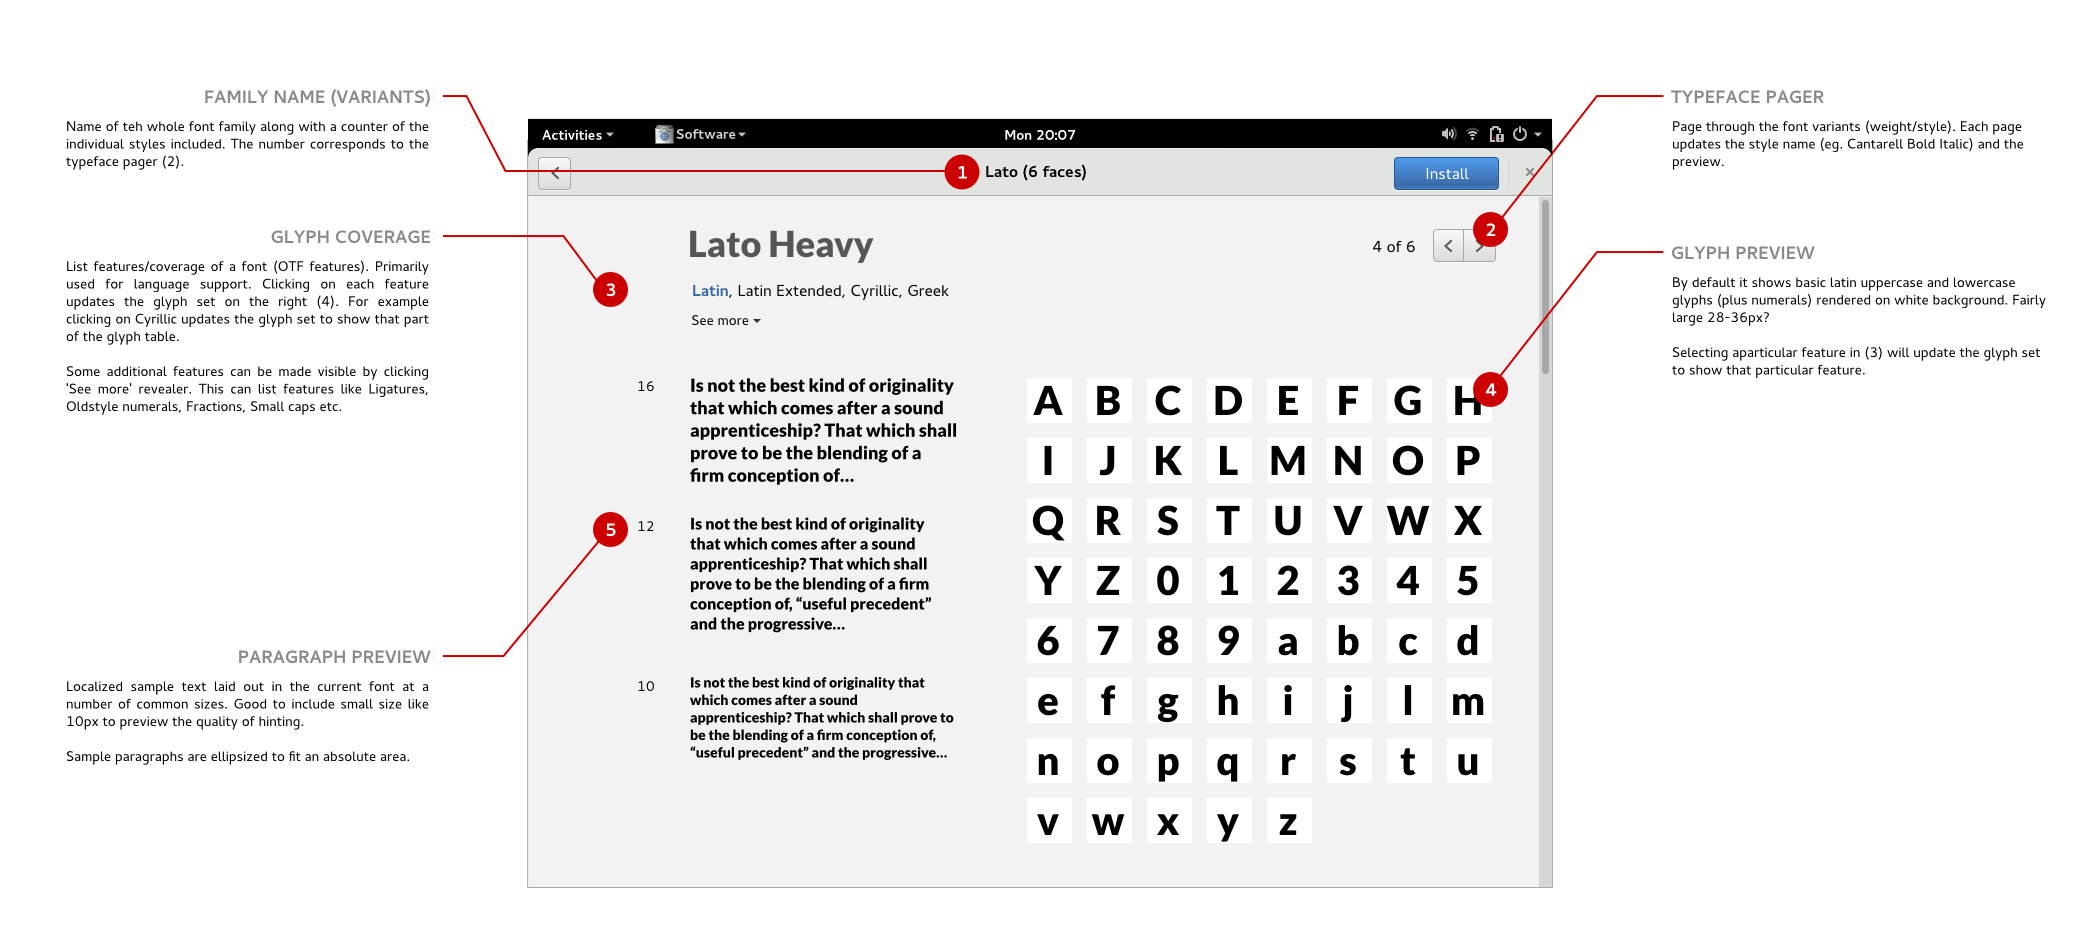 FAMILY NAME (VARIANTS)
Name of teh whole font family along with a counter of the
individual styles included. The number corresponds to the
typeface pager (2).
GLYPH COVERAGE
List features/coverage of a font (OTF features). Primarily
used for language support. Clicking on each feature
updates the glyph set on the right (4). For example
clicking on Cyrillic updates the glyph set to show that part
of the glyph table.
Some additional features can be made visible by clicking
'See more' revealer. This can list features like Ligatures,
Oldstyle numerals, Fractions, Small caps etc.
PARAGRAPH PREVIEW
Localized sample text laid out in the current font at a
number of common sizes. Good to include small size like
10px to preview the quality of hinting.
Sample paragraphs are ellipsized to fit an absolute area.
Activities Software Mon 20:07
1 Lato (6 faces) Install
Lato Heavy
4 of 6 2
3
Latin, Latin Extended, Cyrillic, Greek
See more
16
Is not the best kind of originality
that which comes after a sound
apprenticeship? That which shall
prove to be the blending of a
firm conception of...
5 12
Is not the best kind of originality
that which comes after a sound
apprenticeship? That which shall
prove to be the blending of a firm
conception of, “useful precedent”
and the progressive...
10
Is not the best kind of originality that
which comes after a sound
apprenticeship? That which shall prove to
be the blending of a firm conception of,
“useful precedent” and the progressive...
A B C D E F G H 4
I J K L M N O P
Q R S T U V W X
Y Z 0 1 2 3 4 5
6 7 8 9 a b c d
e f g h i j l m
n o p q r s t u
v w x y z
TYPEFACE PAGER
Page through the font variants (weight/style). Each page
updates the style name (eg. Cantarell Bold Italic) and the
preview.
GLYPH PREVIEW
By default it shows basic latin uppercase and lowercase
glyphs (plus numerals) rendered on white background. Fairly
large 28-36px?
Selecting aparticular feature in (3) will update the glyph set
to show that particular feature.